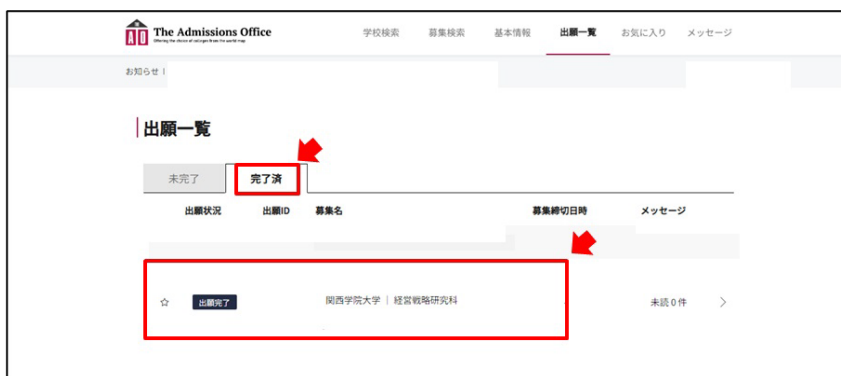 The Admissions Office
Offering the choice of colleges from the world map
学校検索 募集検索 基本情報 出願一覧 お気に入り メッセージ
お知らせ
出願一覧
未完了 完了済
出願状況 出願ID 募集名 募集締切日時 メッセージ
出願完了 関西学院大学 | 経営戦略研究科 未読 0 件